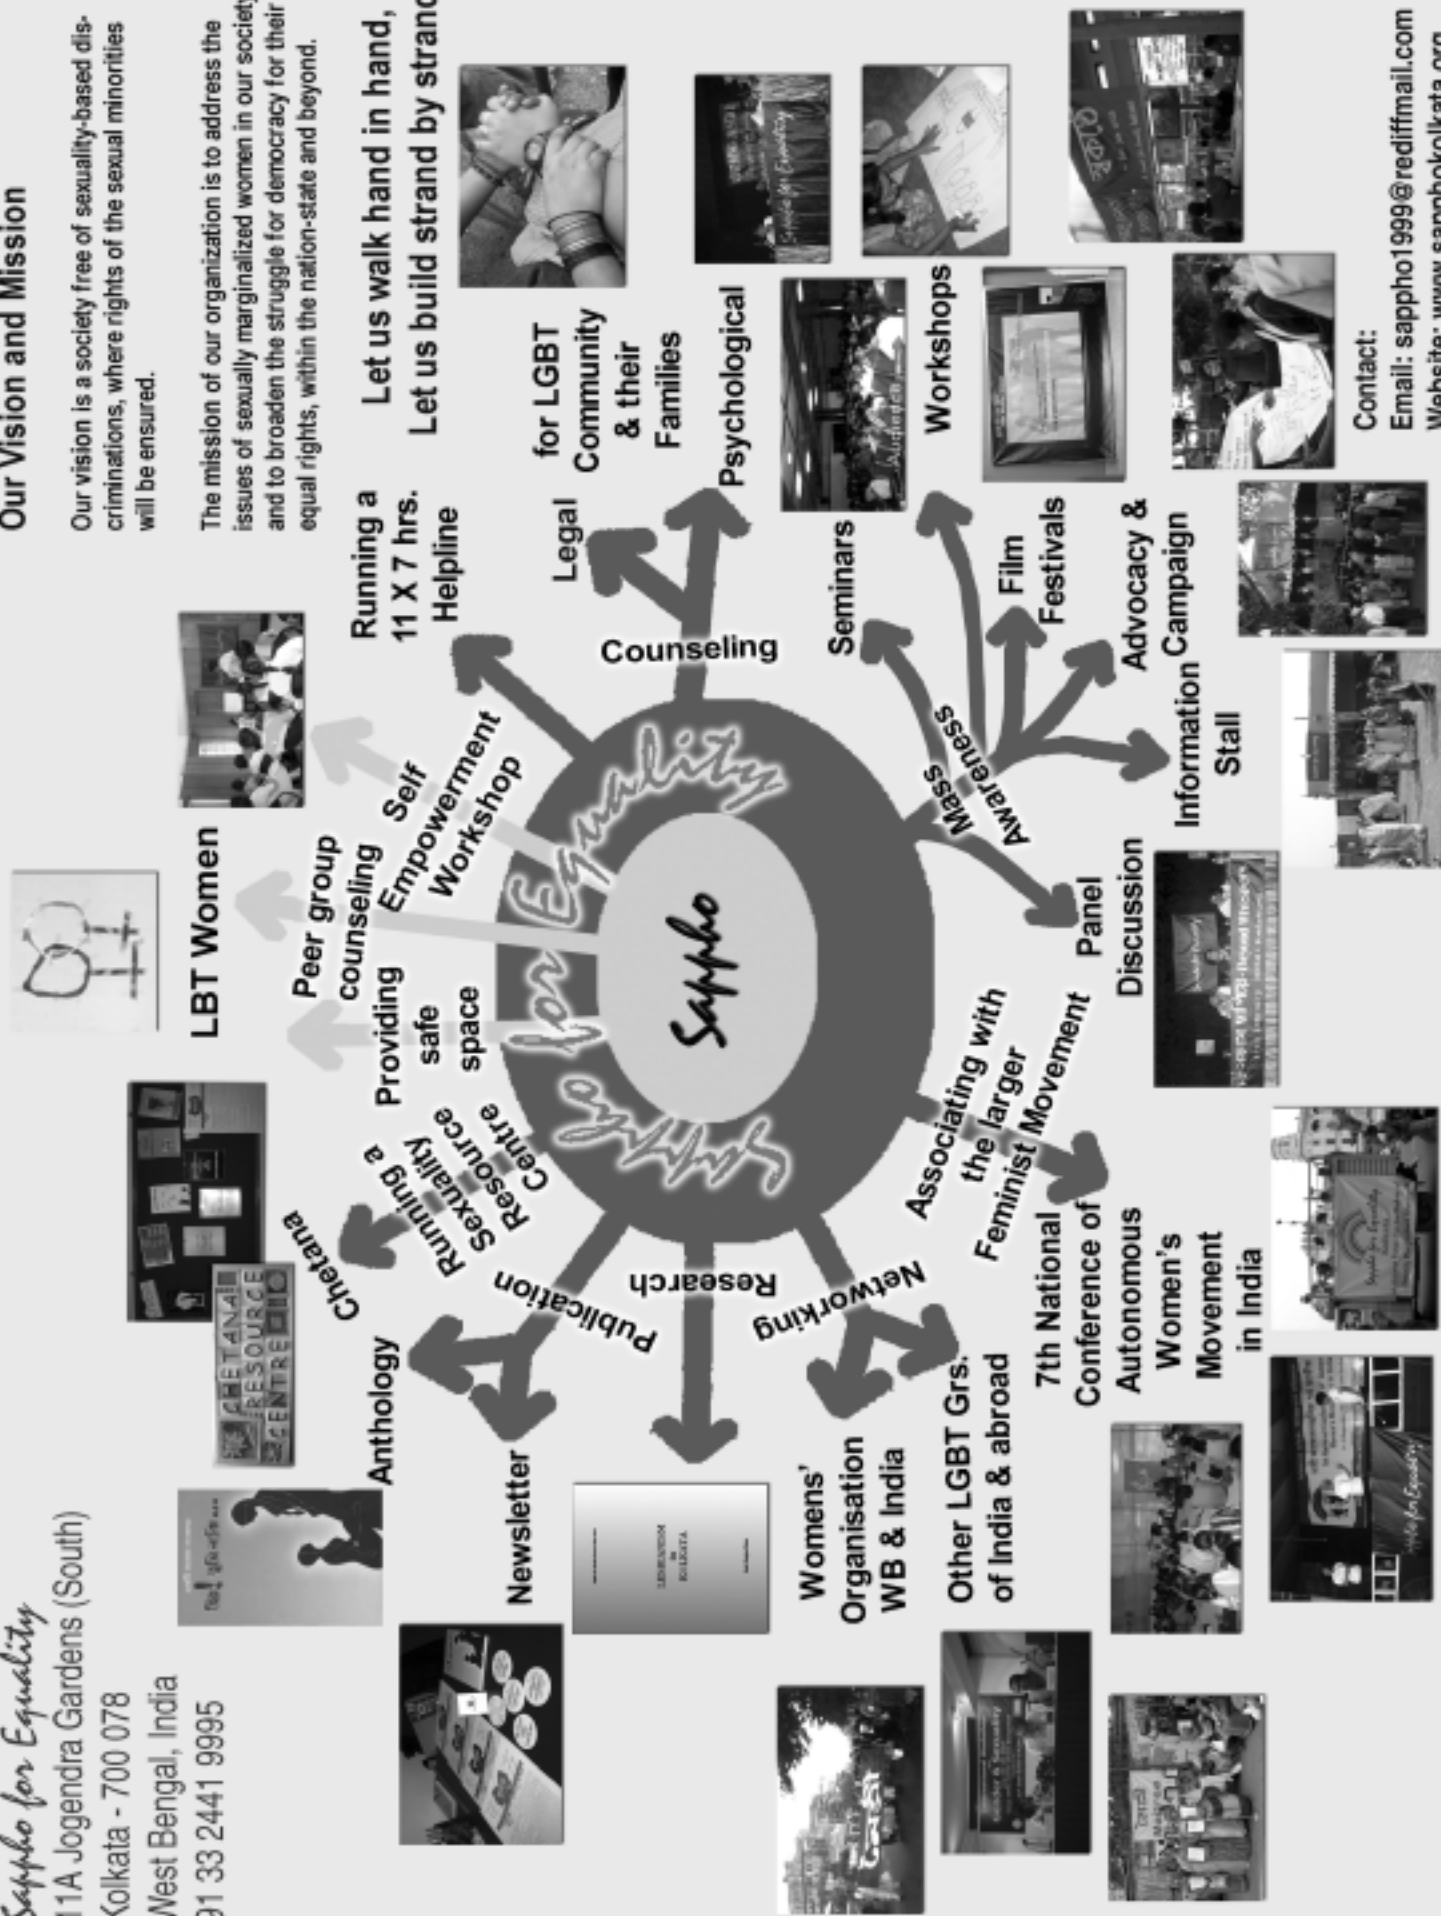 Sappho for Equality
11A Jogendra Gardens (South)
Kolkata - 700 078
West Bengal, India
91 33 2441 9995
Our Vision and Mission
Our vision is a society free of sexuality-based dis-
criminations, where rights of the sexual minorities
will be ensured.
The mission of our organization is to address the
issues of sexually marginalized women in our society
and to broaden the struggle for democracy for their
equal rights, within the nation-state and beyond.
Let us walk hand in hand,
Let us build strand by strand
LBT Women
Providing
safe
space
Peer group
counseling
Self
Empowerment
Workshop
Running a
11 X 7 hrs.
Helpline
Counseling
Legal
Psychological
for LGBT
Community
& their
Families
Mass
Awareness
Seminars
Workshops
Film
Festivals
Advocacy &
Campaign
Information
Stall
Panel
Discussion
Associating with
the larger
Feminist Movement
7th National
Conference of
Autonomous
Women's
Movement
in India
Networking
Womens'
Organisation
WB & India
Other LGBT Grs.
of India & abroad
Research
LESBIANISM
in
KOLKATA
Publication
Newsletter
Anthology
Running a
Sexuality
Resource
Centre
Chetana
CHETANA
RESOURCE
CENTRE
Sappho for Equality
Sappho
Contact:
Email: sappho1999@rediffmail.com
Website: www.sapphokolkata.org